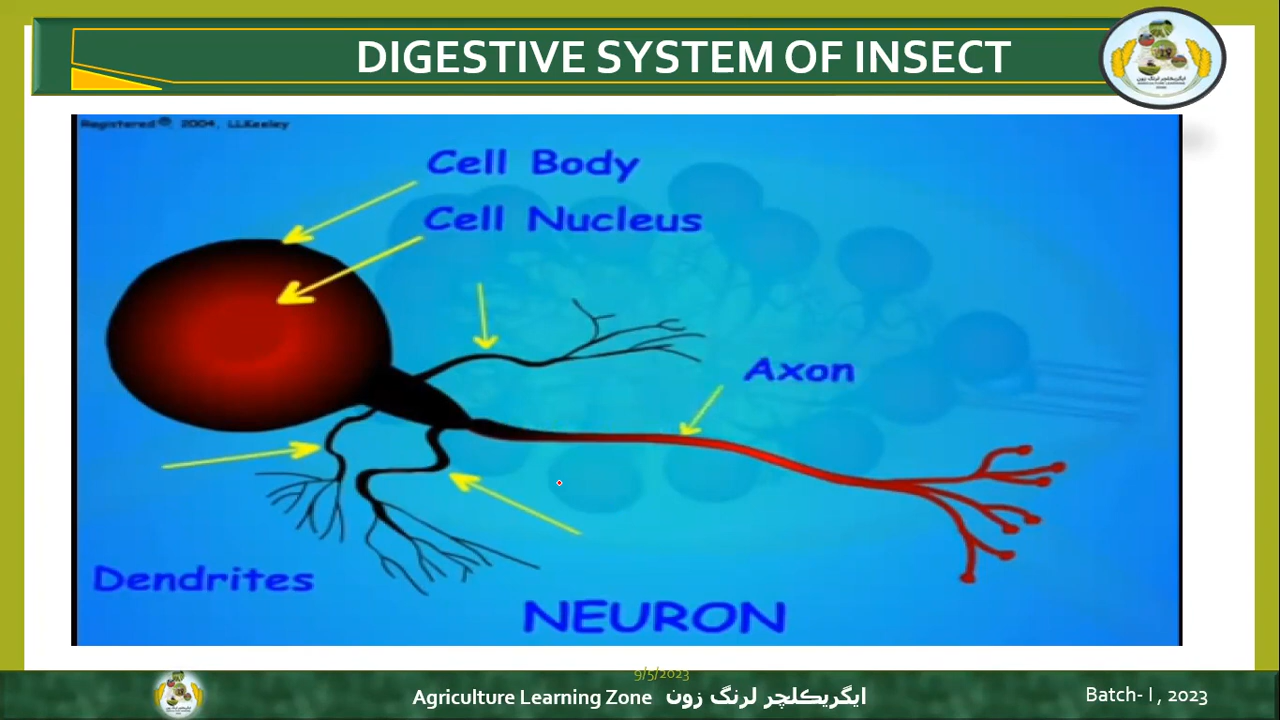 DIGESTIVE SYSTEM OF INSECT
Registered © 2004, LLKeeley
Cell Body
Cell Nucleus
Axon
Dendrites
NEURON
9/5/2023
Agriculture Learning Zone ایگریکلچر لرنگ زون
Batch- I , 2023